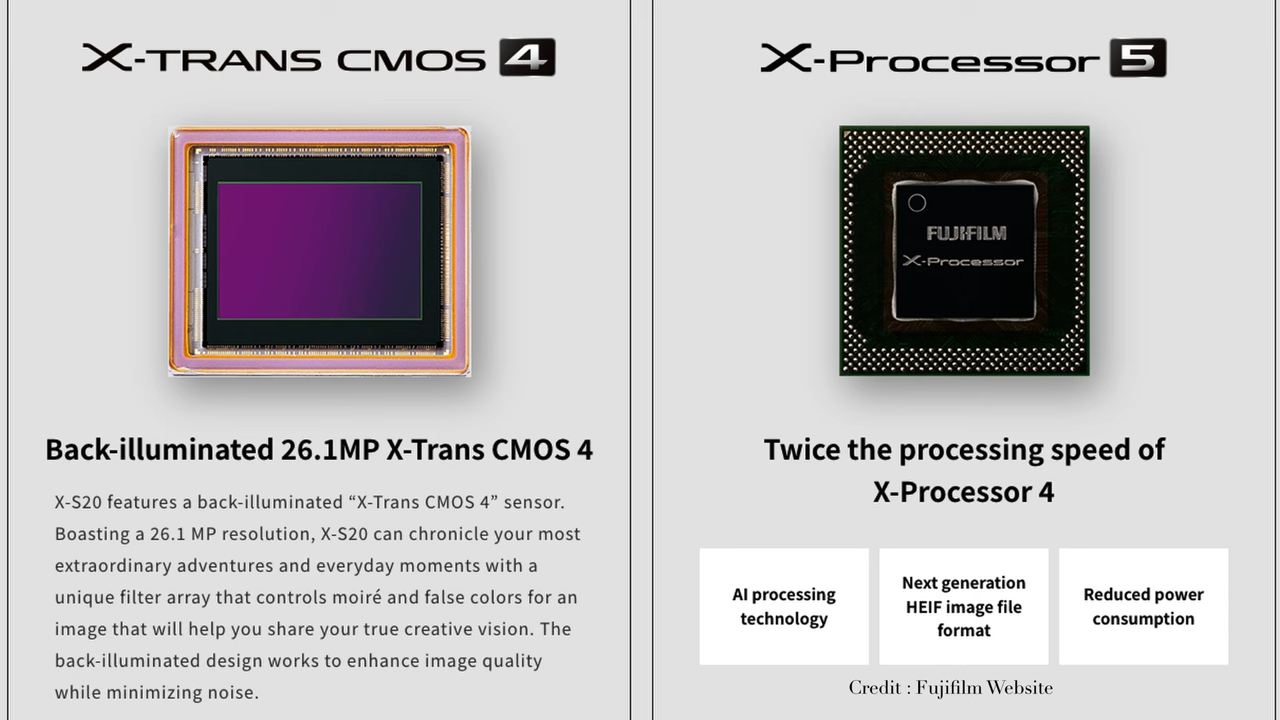 X-TRANS CMOS 4
Back-illuminated 26.1MP X-Trans CMOS 4
X-S20 features a back-illuminated “X-Trans CMOS 4” sensor.
Boasting a 26.1 MP resolution, X-S20 can chronicle your most
extraordinary adventures and everyday moments with a
unique filter array that controls moiré and false colors for an
image that will help you share your true creative vision. The
back-illuminated design works to enhance image quality
while minimizing noise.
X-Processor 5
FUJIFILM
X-Processor
Twice the processing speed of
X-Processor 4
AI processing
technology
Next generation
HEIF image file
format
Reduced power
consumption
Credit : Fujifilm Website